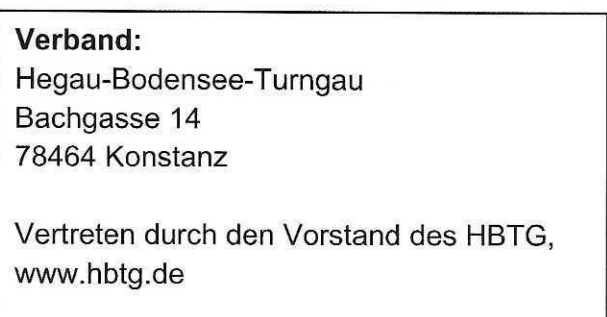 Verband:
Hegau-Bodensee-Turngau
Bachgasse 14
78464 Konstanz
Vertreten durch den Vorstand des HBTG,
www.hbtg.de